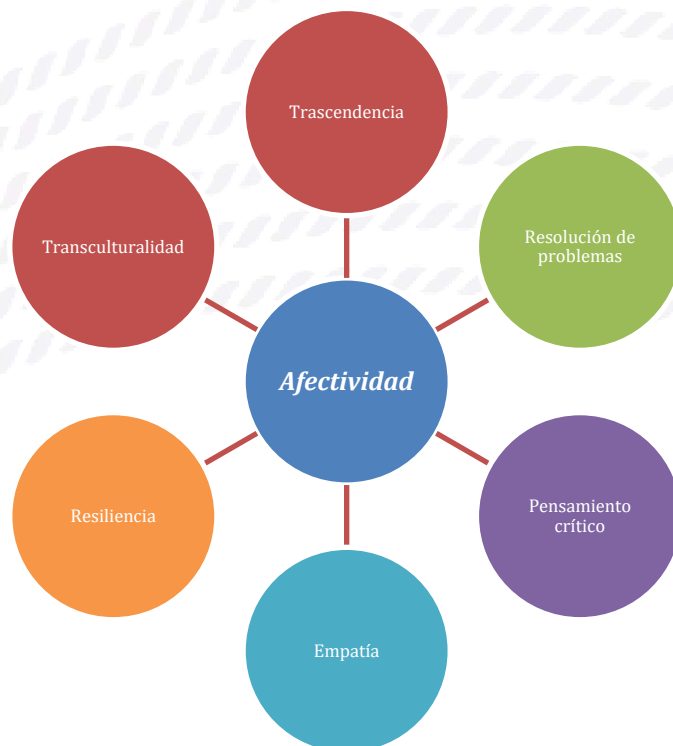 Trascendencia
Transculturalidad
Resolución de
problemas
Afectividad
Resiliencia
Pensamiento
crítico
Empatía